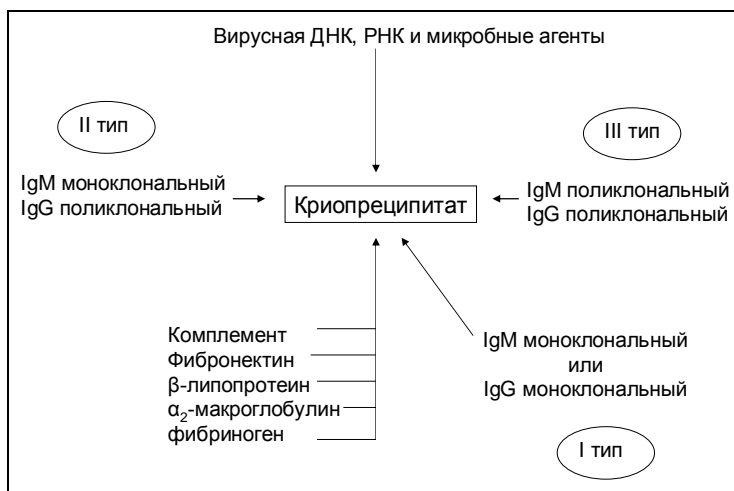 Вирусная ДНК, РНК и микробные агенты
II тип
III тип
IgM моноклональный
IgG поликлональный
Криопреципитат
IgM поликлональный
IgG поликлональный
Комплемент
Фибронектин
β-липопротеин
α₂-макроглобулин
фибриноген
IgM моноклональный
или
IgG моноклональный
I тип